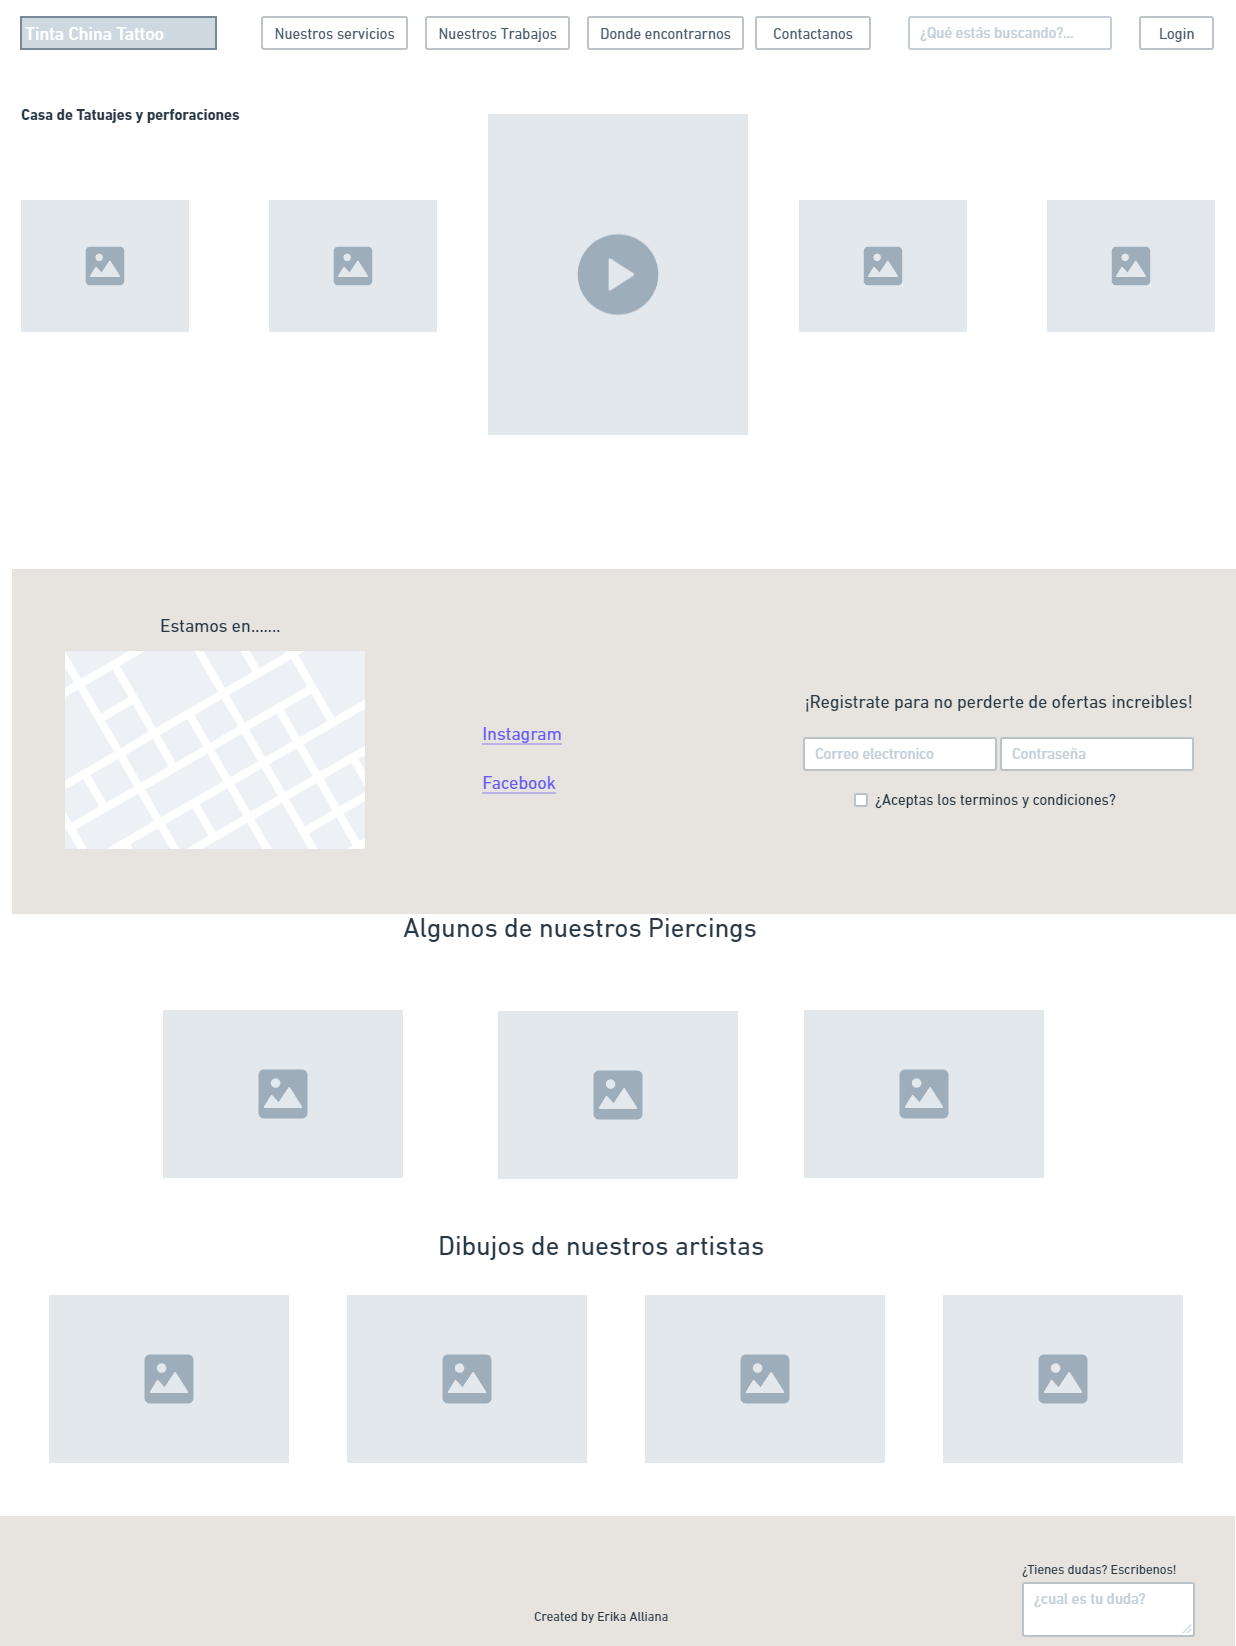 Tinta China Tattoo
Nuestros servicios
Nuestros Trabajos
Donde encontrarnos
Contactanos
¿Qué estás buscando?...
Login
Casa de Tatuajes y perforaciones
Estamos en.......
Instagram
Facebook
¡Registrate para no perderte de ofertas increibles!
Correo electronico
Contraseña
¿Aceptas los terminos y condiciones?
Algunos de nuestros Piercings
Dibujos de nuestros artistas
¿Tienes dudas? Escribenos!
¿cual es tu duda?
Created by Erika Alliana